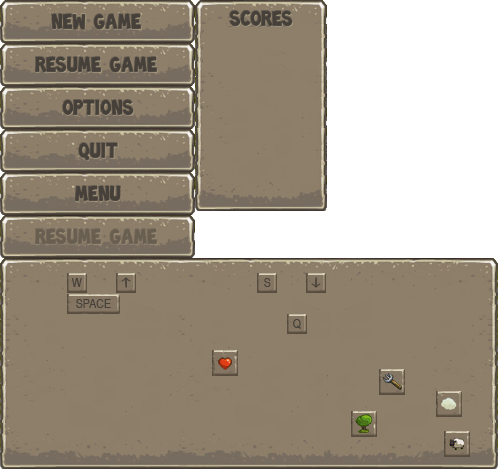 NEW GAME
RESUME GAME
OPTIONS
QUIT
MENU
RESUME GAME
SCORES
W ↑ S ↓
SPACE
Q